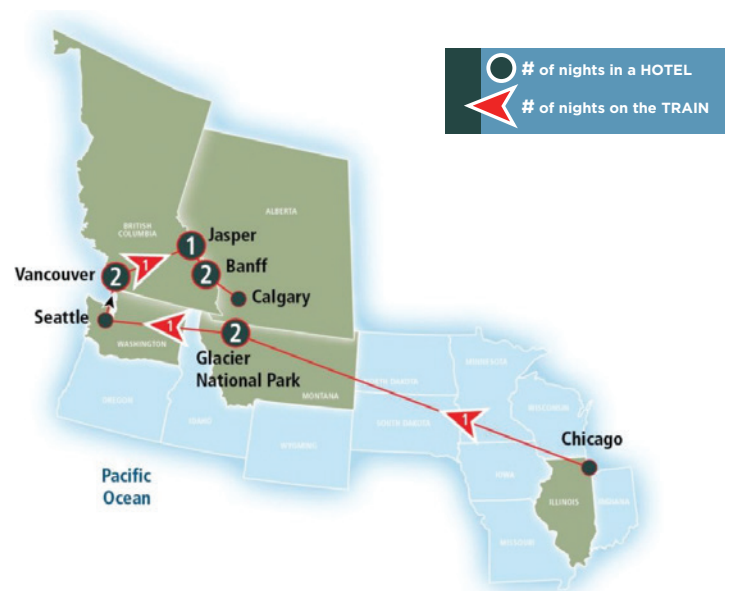 # of nights in a HOTEL
# of nights on the TRAIN
ALBERTA
BRITISH
COLUMBIA
Jasper
1
Banff
2
1
Vancouver
2
Calgary
Seattle
1
2
WASHINGTON
Glacier
National Park
MONTANA
NORTH DAKOTA
MINNESOTA
OREGON
IDAHO
WYOMING
SOUTH DAKOTA
WISCONSIN
1
Chicago
IOWA
ILLINOIS
INDIANA
MISSOURI
Pacific
Ocean